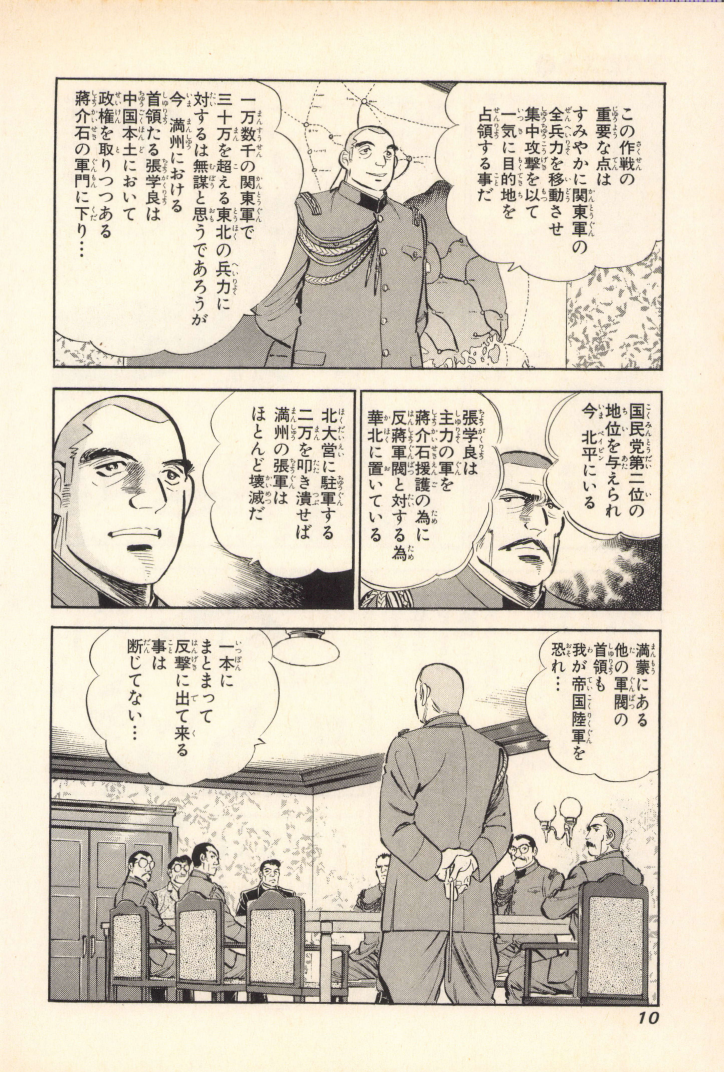 この作戦の
重要な点は
すみやかに関東軍の
全兵力を移動させ
集中攻撃を以て
一気に目的地を
占領する事だ
一万数千の関東軍で
三十万を超える東北の兵力に
対するは無謀と思うであろうが
今 満州における
首領たる張学良は
中国本土において
政権を取りつつある
蔣介石の軍門に下り…
国民党第二位の
地位を与えられ
今 北平にいる
張学良は
主力の軍を
蔣介石援護の為に
反蔣軍閥と対する為
華北に置いている
北大営に駐軍する
二万を叩き潰せば
満州の張軍は
ほとんど壊滅だ
満蒙にある
他の軍閥の
首領も
我が帝国陸軍を
恐れ…
一本に
まとまって
反撃に出て来る
事は
断じてない…
10